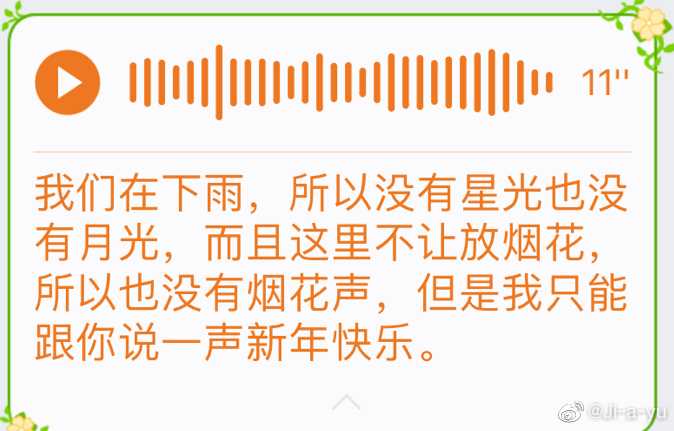 11''
我们在下雨，所以没有星光也没
有月光，而且这里不让放烟花，
所以也没有烟花声，但是我只能
跟你说一声新年快乐。
@Ji-a-yu